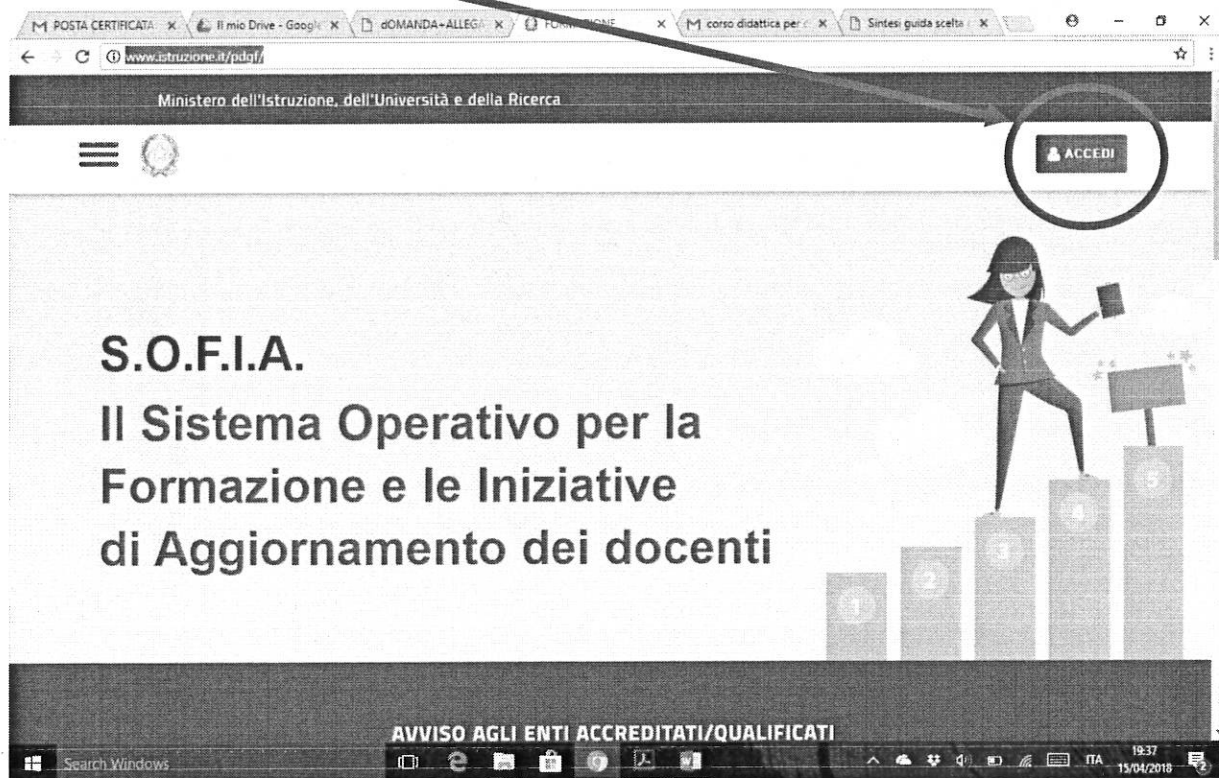 POSTA CERTIFICATA
Il mio Drive - Google
dOMANDA+ALLEGA
FORMAZIONE
corso didattica per c
Sintesi guida scelta
www.istruzione.it/pdgf/
Ministero dell'Istruzione, dell'Università e della Ricerca
ACCEDI
S.O.F.I.A.
Il Sistema Operativo per la
Formazione e le Iniziative
di Aggiornamento dei docenti
1
2
3
4
5
AVVISO AGLI ENTI ACCREDITATI/QUALIFICATI
Search Windows
ITA
19:37
15/04/2018
2